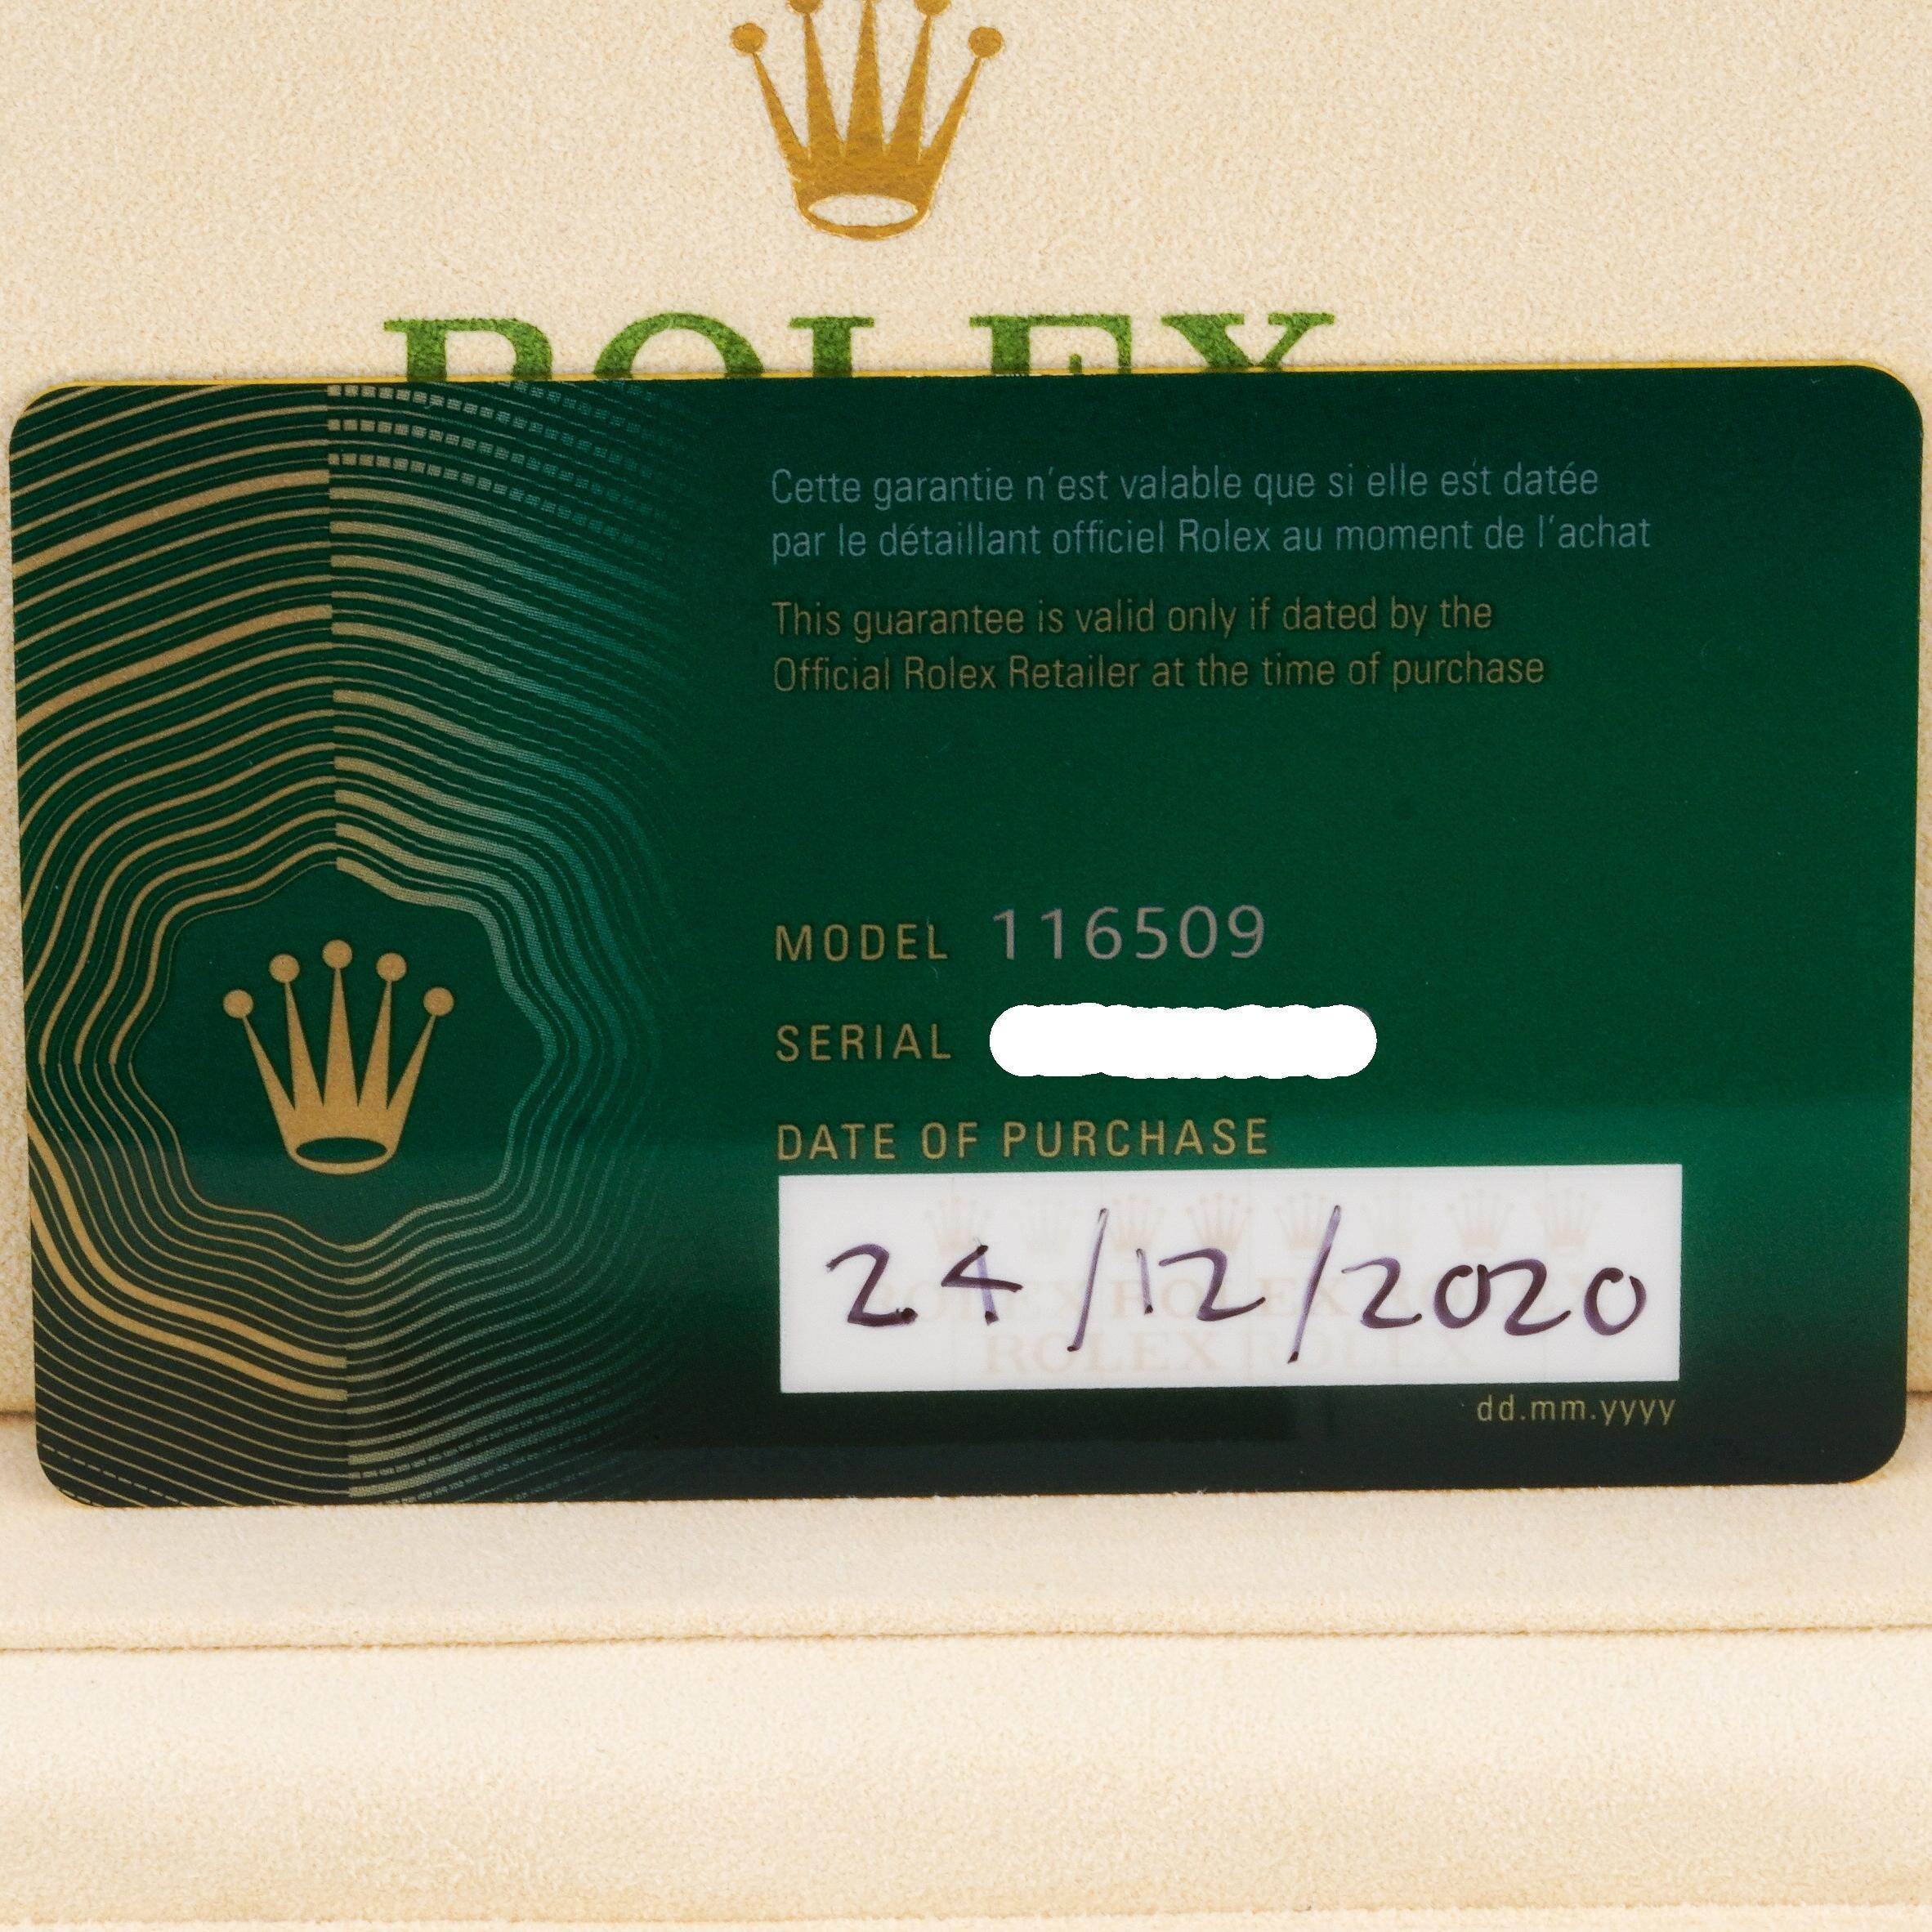 ROLEX
Cette garantie n'est valable que si elle est datée
par le détaillant officiel Rolex au moment de l'achat
This guarantee is valid only if dated by the
Official Rolex Retailer at the time of purchase
MODEL 116509
SERIAL
DATE OF PURCHASE
24/12/2020
ROLEX ROLEX
dd.mm.yyyy